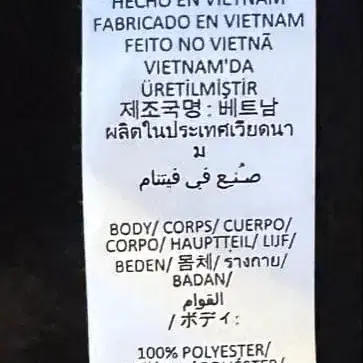 HECHO EN VIETNAM
FABRICADO EN VIETNAM
FEITO NO VIETNÃ
VIETNAM'DA
ÜRETİLMİŞTİR
제조국명 : 베트남
ผลิตในประเทศเวียดนา
ม
صُنِع في فيتنام
BODY/ CORPS/ CUERPO/
CORPO/ HAUPTTEIL/ LIJF/
BEDEN/ 몸체/ ร่างกาย/
BADAN/
القوام
/ ボディ:
100% POLYESTER/